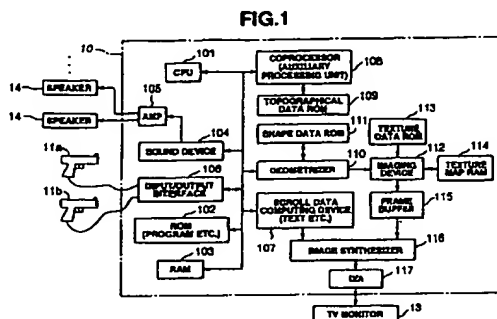 FIG.1
10
101
CPU
COPROCESSOR
(AUXILIARY
PROCESSING UNIT)
108
14
SPEAKER
105
AMP
TOPOGRAPHICAL
DATA ROM
109
14
SPEAKER
104
SOUND DEVICE
111
SHAPE DATA ROM
113
TEXTURE
DATA ROM
11a
106
INPUT/OUTPUT
INTERFACE
110
GEOMETRIZER
112
IMAGING
DEVICE
114
TEXTURE
MAP RAM
11b
102
ROM
(PROGRAM ETC.)
SCROLL DATA
COMPUTING DEVICE
(TEXT ETC.)
107
115
FRAME
BUFFER
103
RAM
IMAGE SYNTHESIZER
116
D/A
117
TV MONITOR
13